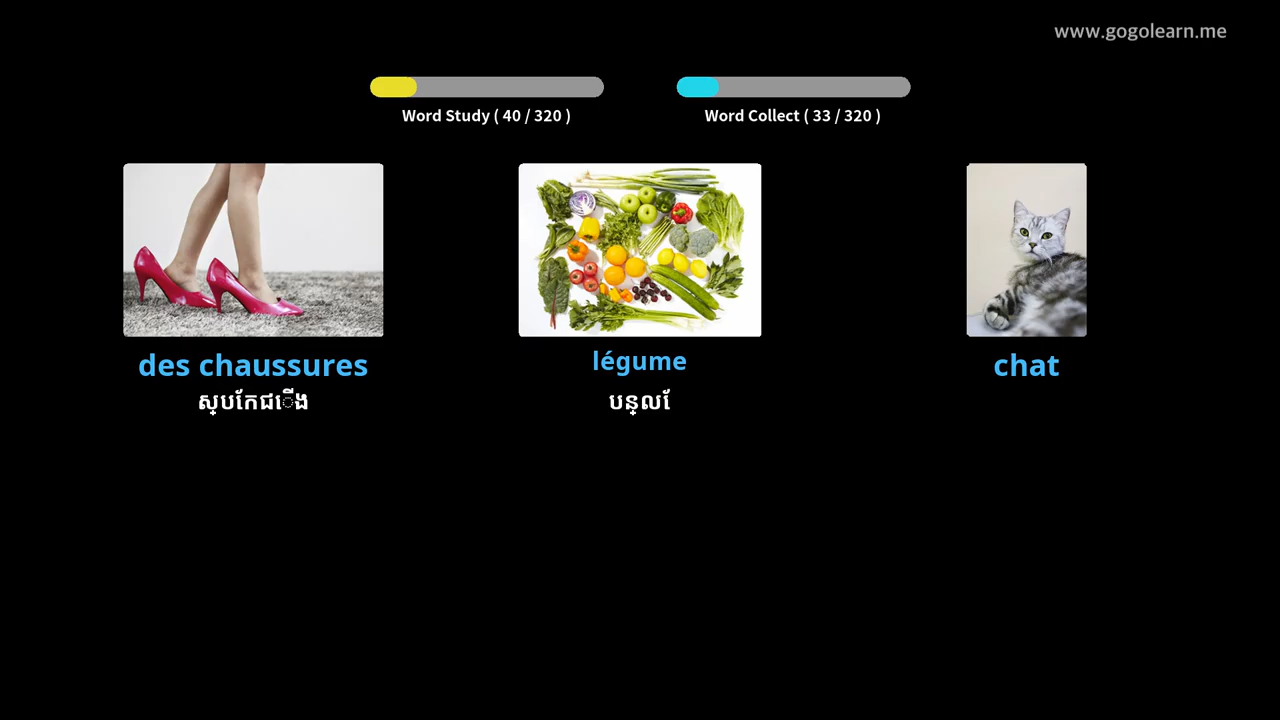 www.gogolearn.me
Word Study ( 40 / 320 )
Word Collect ( 33 / 320 )
des chaussures
légume
chat
ស្បែកជើង
បន្លែ